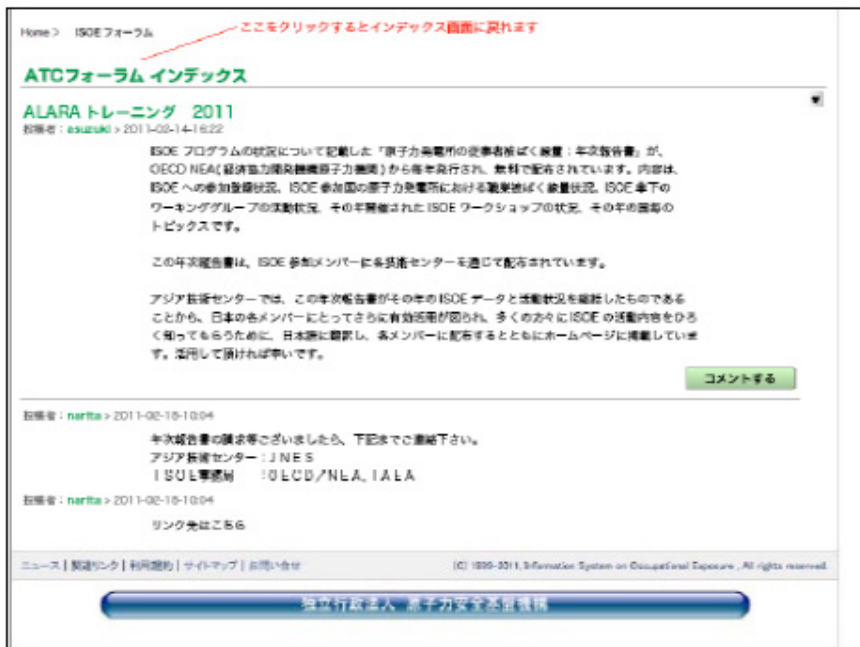 Home >　ISOE フォーラム
ここをクリックするとインデックス画面に戻れます
ATCフォーラム インデックス
ALARA トレーニング　2011
投稿者：asuzuki > 2011-02-14-16:22
ISOE プログラムの状況について記載した「原子力発電所の従事者被ばく線量：年次報告書」が、
OECD NEA(経済協力開発機構原子力機関)から毎年発行され、無料で配布されています。内容は、
ISOE への参加登録状況、ISOE 参加国の原子力発電所における職業被ばく線量状況、ISOE 傘下の
ワーキンググループの活動状況、その年開催された ISOE ワークショップの状況、その年の国毎の
トピックスです。
この年次報告書は、ISOE 参加メンバーに各技術センターを通じて配布されています。
アジア技術センターでは、この年次報告書がその年の ISOE データと活動状況を総括したものである
ことから、日本の各メンバーにとってさらに有効活用が図られ、多くの方々に ISOE の活動内容をひろ
く知ってもらうために、日本語に翻訳し、各メンバーに配布するとともにホームページに掲載していま
す。活用して頂ければ幸いです。
コメントする
投稿者：naritta > 2011-02-18-10:04
年次報告書の請求等ございましたら、下記までご連絡下さい。
アジア技術センター：JNES
ISOE事務局　：OECD/NEA, IAEA
投稿者：naritta > 2011-02-18-10:04
リンク先はこちら
ニュース | 関連リンク | 利用規約 | サイトマップ | お問い合せ
(C) 1999-2011, Information System on Occupational Exposure , All rights reserved.
独立行政法人 原子力安全基盤機構